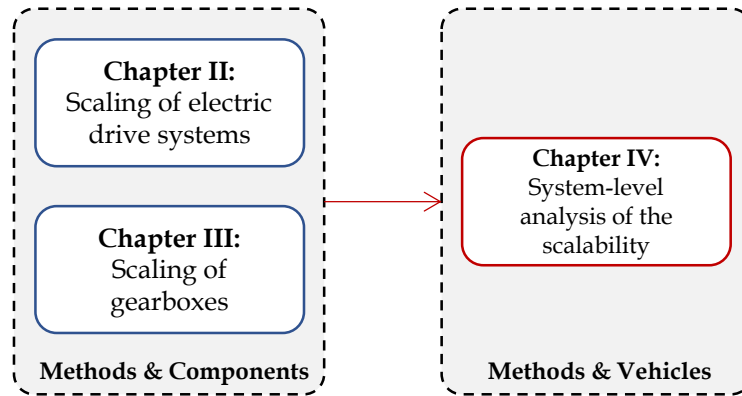 Chapter II:
Scaling of electric
drive systems
Chapter III:
Scaling of
gearboxes
Methods & Components
Chapter IV:
System-level
analysis of the
scalability
Methods & Vehicles